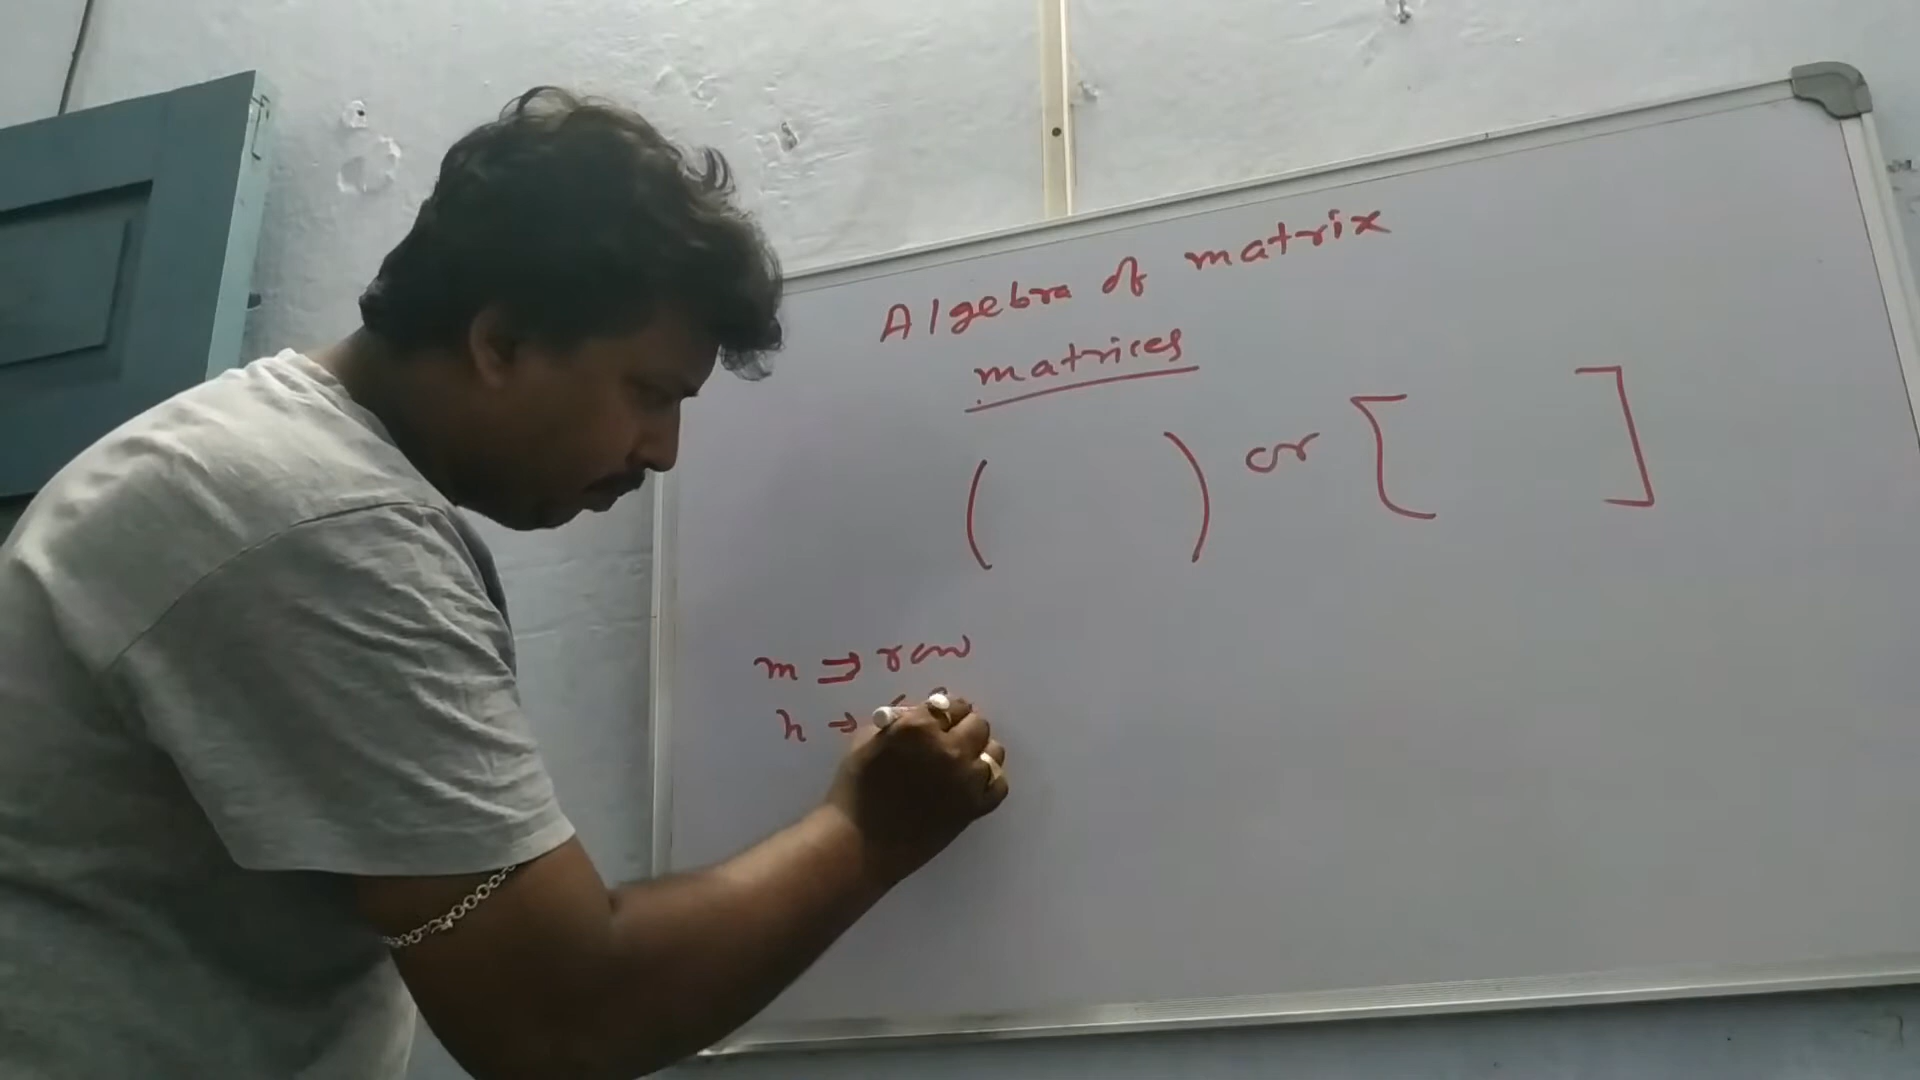 Algebra of matrix
matrices
( ) or [ ]
m → row
n →